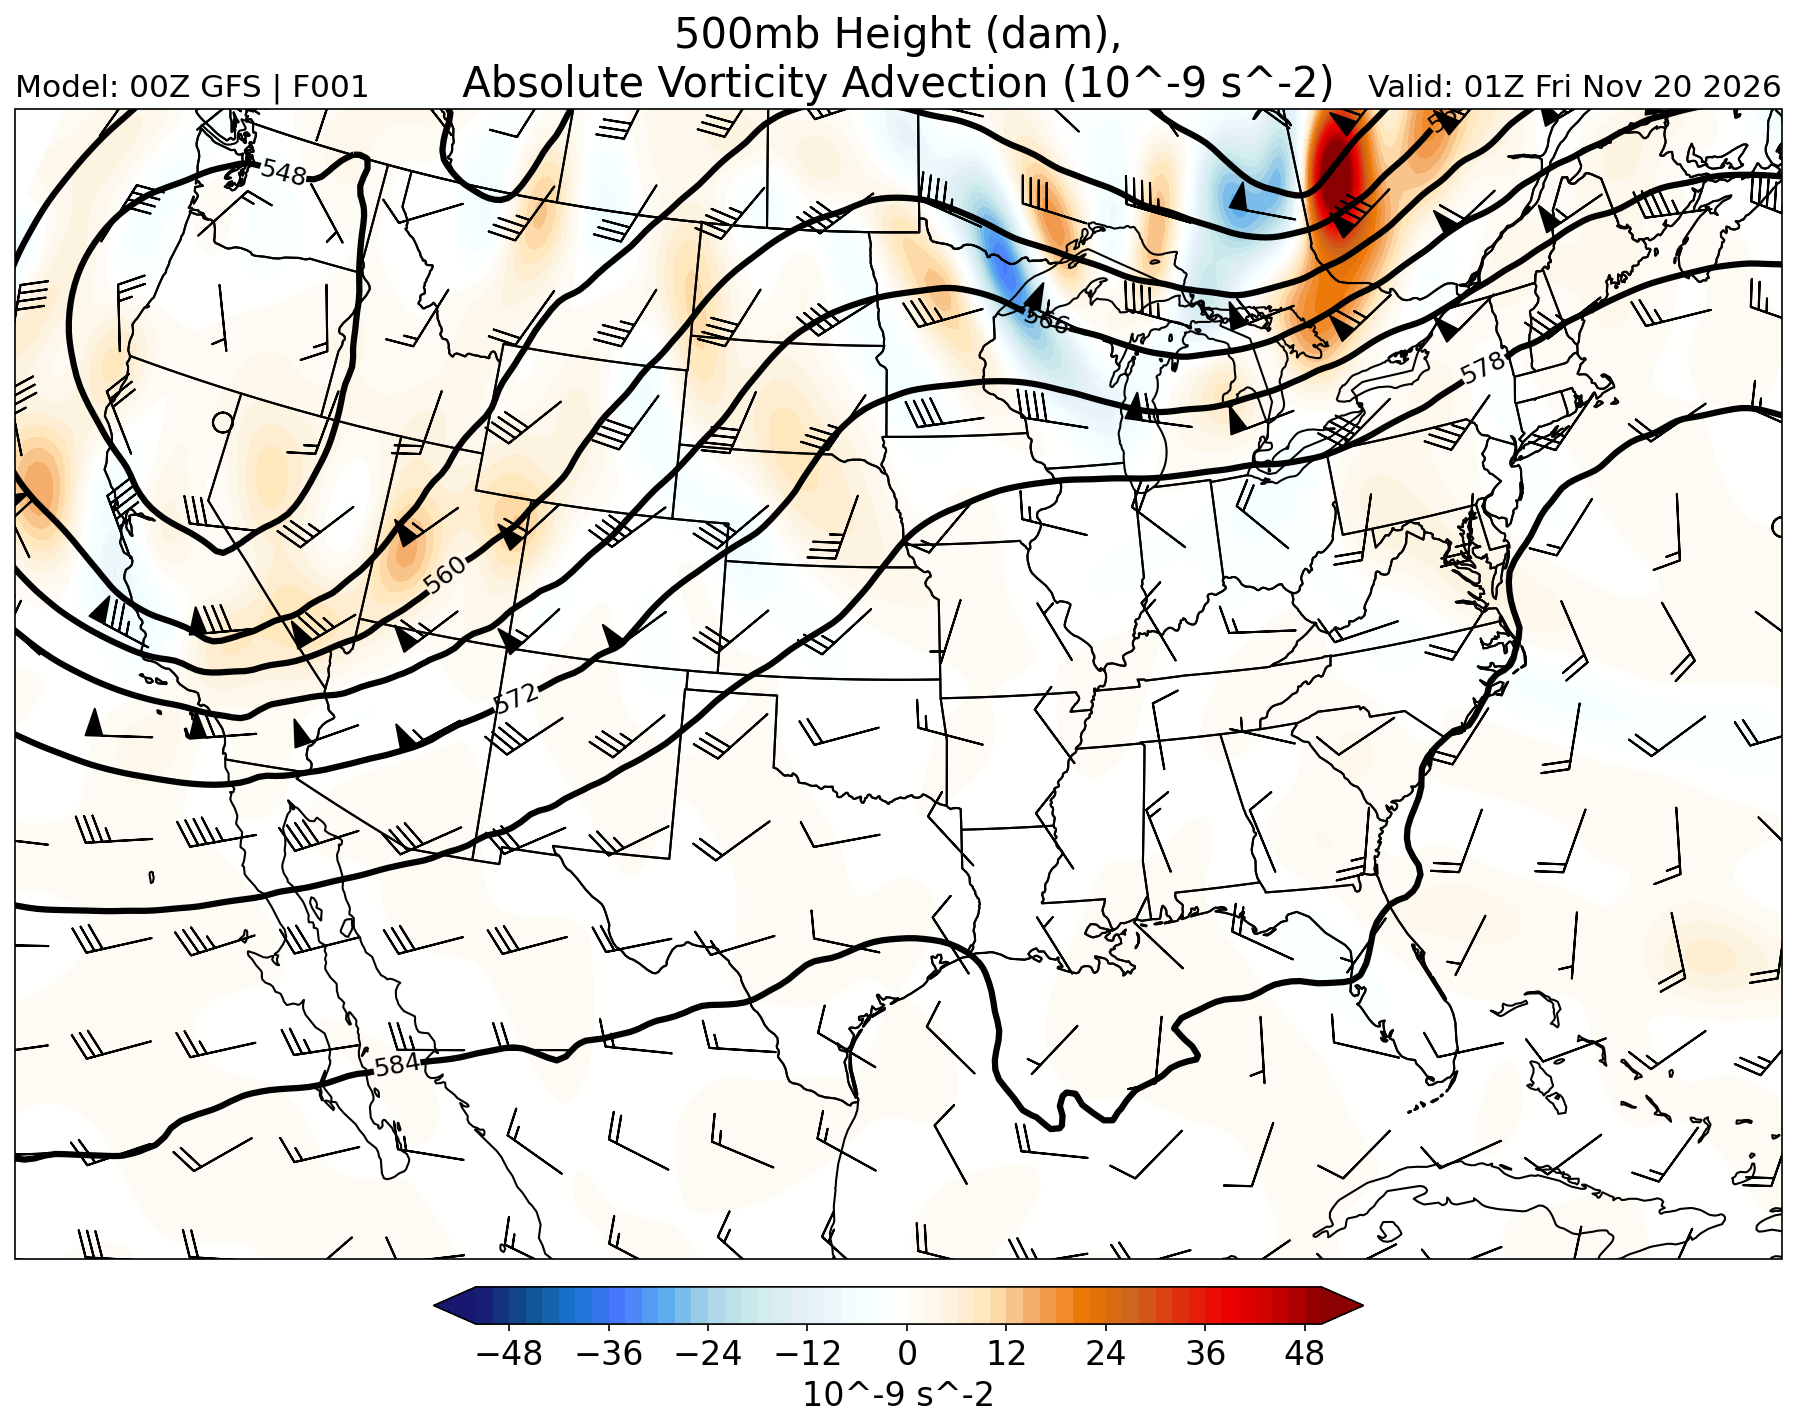 500mb Height (dam),
Model: 00Z GFS | F001
Absolute Vorticity Advection (10^-9 s^-2)
Valid: 01Z Fri Nov 20 2026
548
566
578
560
572
584
−48 −36 −24 −12 0 12 24 36 48
10^-9 s^-2